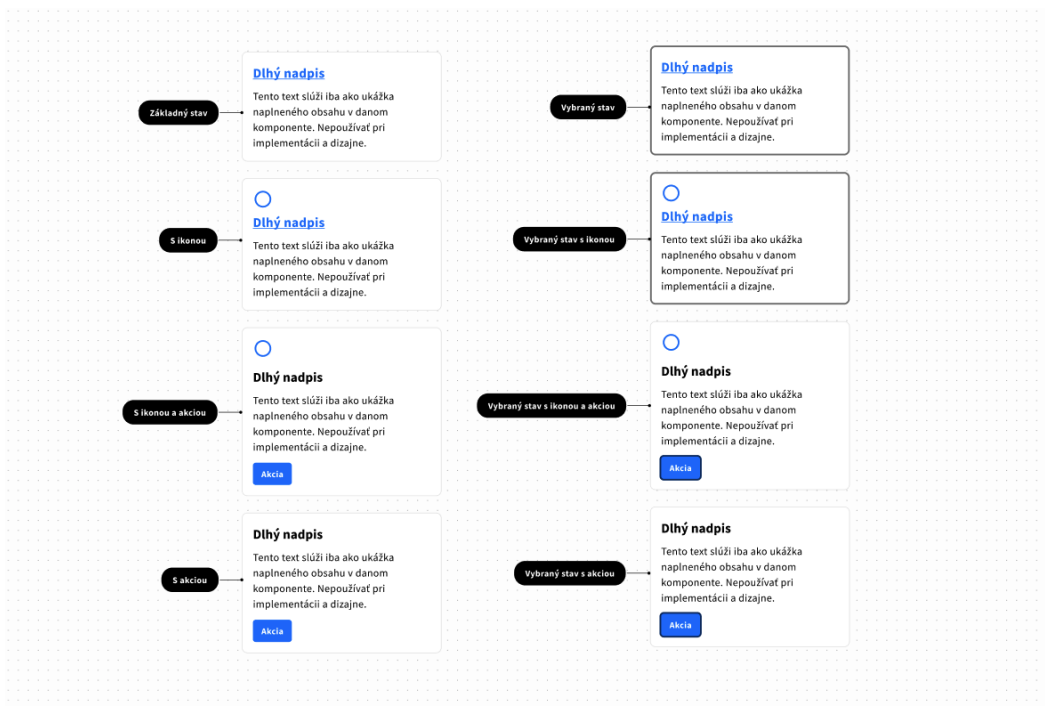 Základný stav
Dlhý nadpis
Tento text slúži iba ako ukážka
naplneného obsahu v danom
komponente. Nepoužívať pri
implementácii a dizajne.
S ikonou
Dlhý nadpis
Tento text slúži iba ako ukážka
naplneného obsahu v danom
komponente. Nepoužívať pri
implementácii a dizajne.
S ikonou a akciou
Dlhý nadpis
Tento text slúži iba ako ukážka
naplneného obsahu v danom
komponente. Nepoužívať pri
implementácii a dizajne.
Akcia
S akciou
Dlhý nadpis
Tento text slúži iba ako ukážka
naplneného obsahu v danom
komponente. Nepoužívať pri
implementácii a dizajne.
Akcia
Vybraný stav
Dlhý nadpis
Tento text slúži iba ako ukážka
naplneného obsahu v danom
komponente. Nepoužívať pri
implementácii a dizajne.
Vybraný stav s ikonou
Dlhý nadpis
Tento text slúži iba ako ukážka
naplneného obsahu v danom
komponente. Nepoužívať pri
implementácii a dizajne.
Vybraný stav s ikonou a akciou
Dlhý nadpis
Tento text slúži iba ako ukážka
naplneného obsahu v danom
komponente. Nepoužívať pri
implementácii a dizajne.
Akcia
Vybraný stav s akciou
Dlhý nadpis
Tento text slúži iba ako ukážka
naplneného obsahu v danom
komponente. Nepoužívať pri
implementácii a dizajne.
Akcia